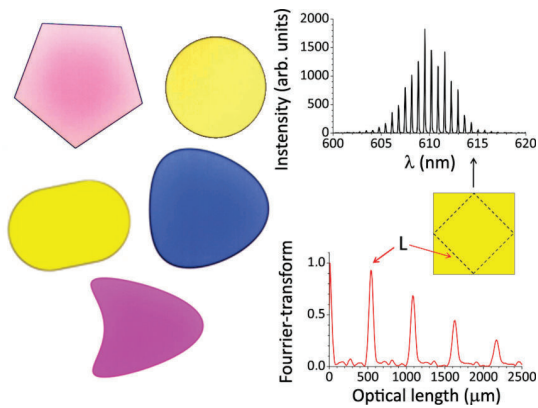 Instensity (arb. units)
2000
1500
1000
500
0
600 605 610 615 620
λ (nm)
L
Fourrier-transform
1.0
0.5
0.0
0 500 1000 1500 2000 2500
Optical length (μm)